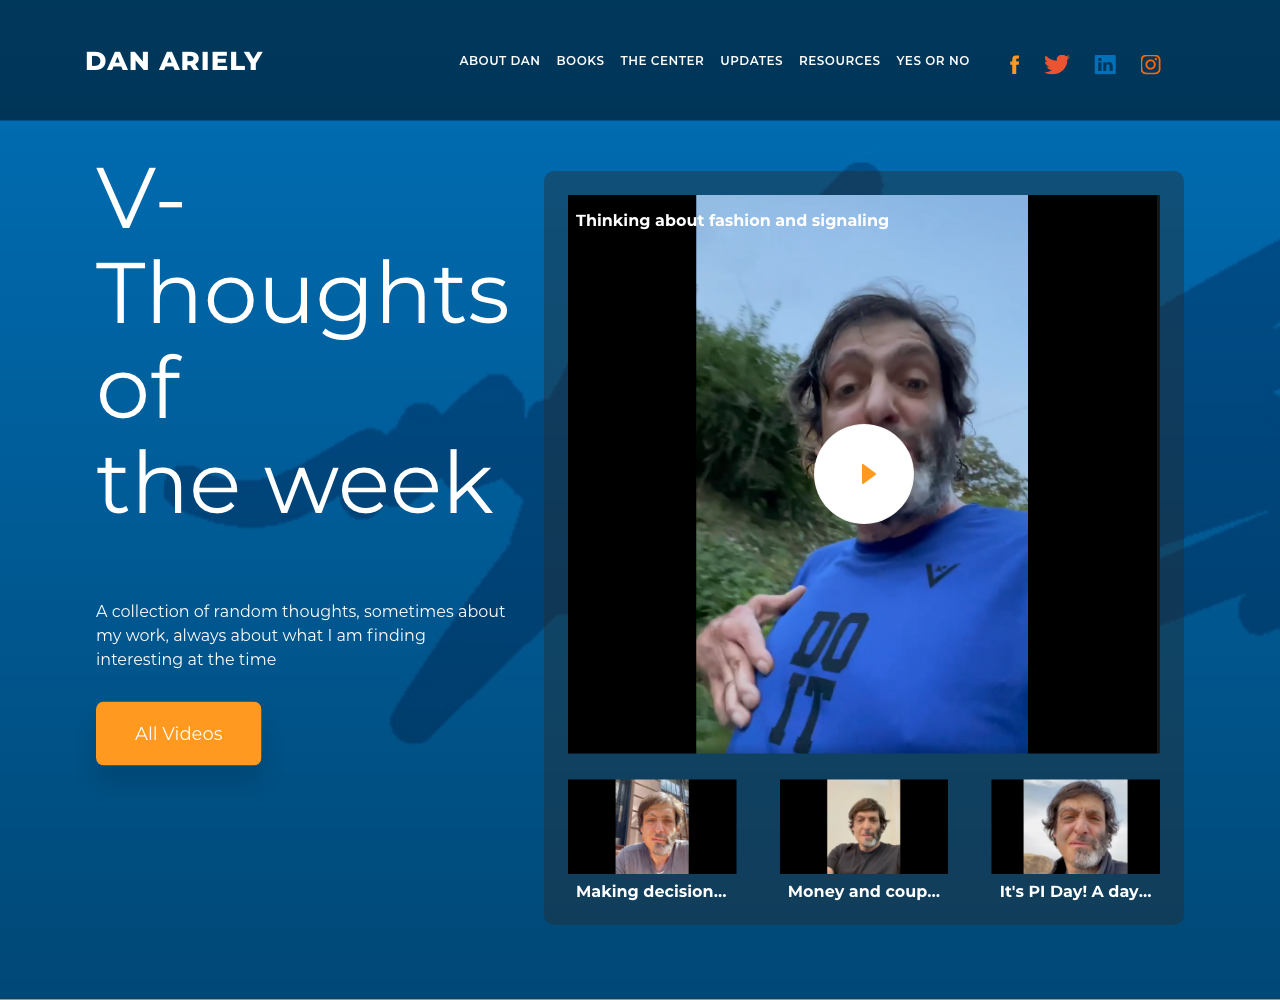 DAN ARIELY
ABOUT DAN BOOKS THE CENTER UPDATES RESOURCES YES OR NO
V-
Thoughts
of
the week
A collection of random thoughts, sometimes about
my work, always about what I am finding
interesting at the time
All Videos
Thinking about fashion and signaling
DO
IT
Making decision...
Money and coup...
It's PI Day! A day...